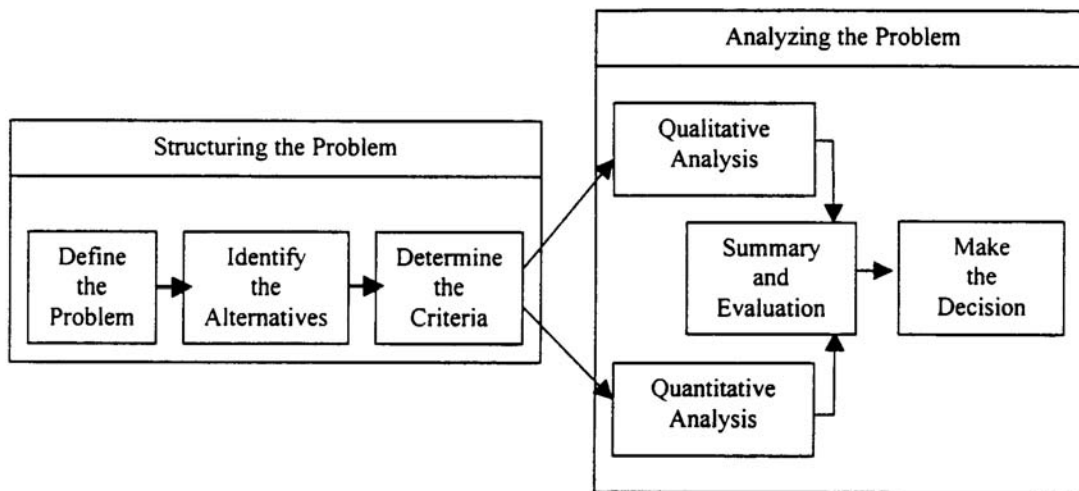 Structuring the Problem
Define
the
Problem
Identify
the
Alternatives
Determine
the
Criteria
Analyzing the Problem
Qualitative
Analysis
Quantitative
Analysis
Summary
and
Evaluation
Make
the
Decision